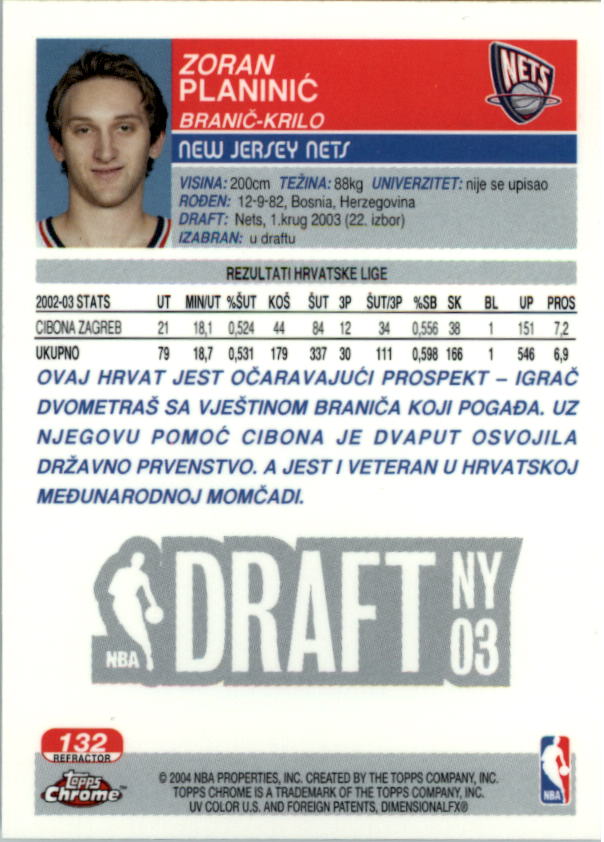 ZORAN
PLANINIĆ
BRANIČ-KRILO
NETS
NEW JERSEY NETS
VISINA: 200cm TEŽINA: 88kg UNIVERZITET: nije se upisao
ROĐEN: 12-9-82, Bosnia, Herzegovina
DRAFT: Nets, 1.krug 2003 (22. izbor)
IZABRAN: u draftu
REZULTATI HRVATSKE LIGE
2002-03 STATS UT MIN/UT %ŠUT KOŠ ŠUT 3P ŠUT/3P %SB SK BL UP PROS
CIBONA ZAGREB 21 18,1 0,524 44 84 12 34 0,556 38 1 151 7,2
UKUPNO 79 18,7 0,531 179 337 30 111 0,598 166 1 546 6,9
OVAJ HRVAT JEST OČARAVAJUĆI PROSPEKT – IGRAČ
DVOMETRAŠ SA VJEŠTINOM BRANIČA KOJI POGAĐA. UZ
NJEGOVU POMOĆ CIBONA JE DVAPUT OSVOJILA
DRŽAVNO PRVENSTVO. A JEST I VETERAN U HRVATSKOJ
MEĐUNARODNOJ MOMČADI.
NBA DRAFT NY 03
132
REFRACTOR
Topps Chrome™
© 2004 NBA PROPERTIES, INC. CREATED BY THE TOPPS COMPANY, INC.
TOPPS CHROME IS A TRADEMARK OF THE TOPPS COMPANY, INC.
UV COLOR U.S. AND FOREIGN PATENTS, DIMENSIONALFX®
NBA